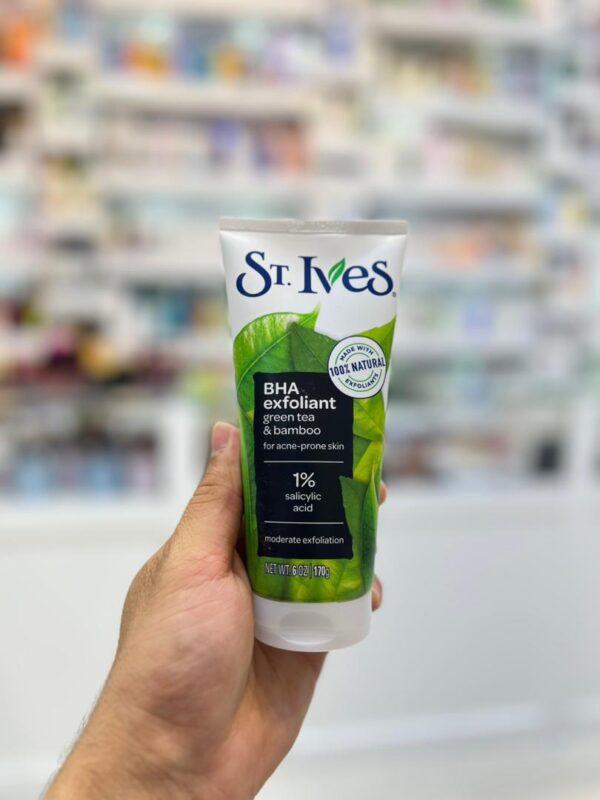 ST. IVES®
MADE WITH
100% NATURAL
EXFOLIANTS
BHA
exfoliant
green tea
& bamboo
for acne-prone skin
1%
salicylic
acid
moderate exfoliation
NET WT. 6 OZ | 170g